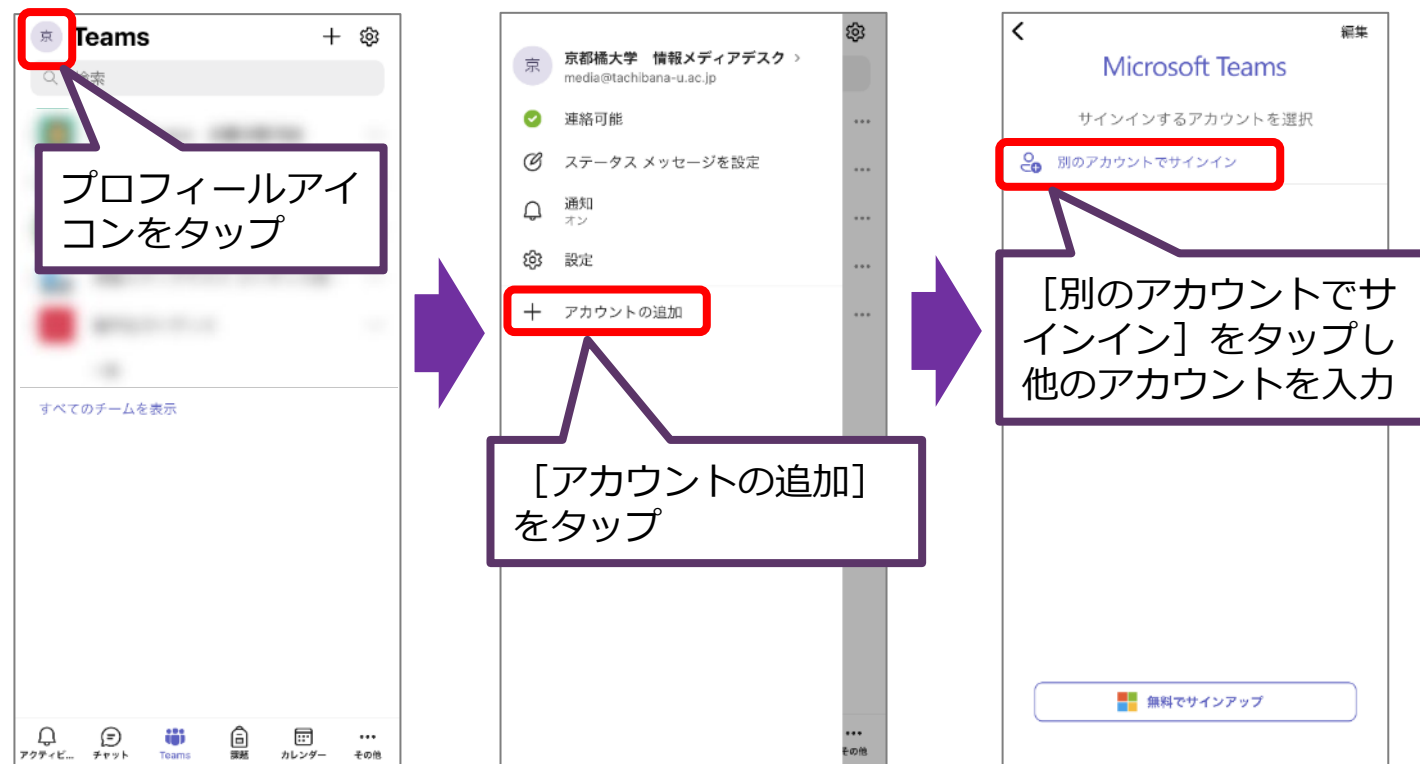 京 Teams
検索
プロフィールアイ
コンをタップ
すべてのチームを表示
アクティビ... チャット Teams 課題 カレンダー その他
京 京都橘大学 情報メディアデスク
media@tachibana-u.ac.jp
連絡可能
ステータス メッセージを設定
通知
オン
設定
アカウントの追加
[アカウントの追加]
をタップ
その他
編集
Microsoft Teams
サインインするアカウントを選択
別のアカウントでサインイン
[別のアカウントでサ
インイン]をタップし
他のアカウントを入力
無料でサインアップ